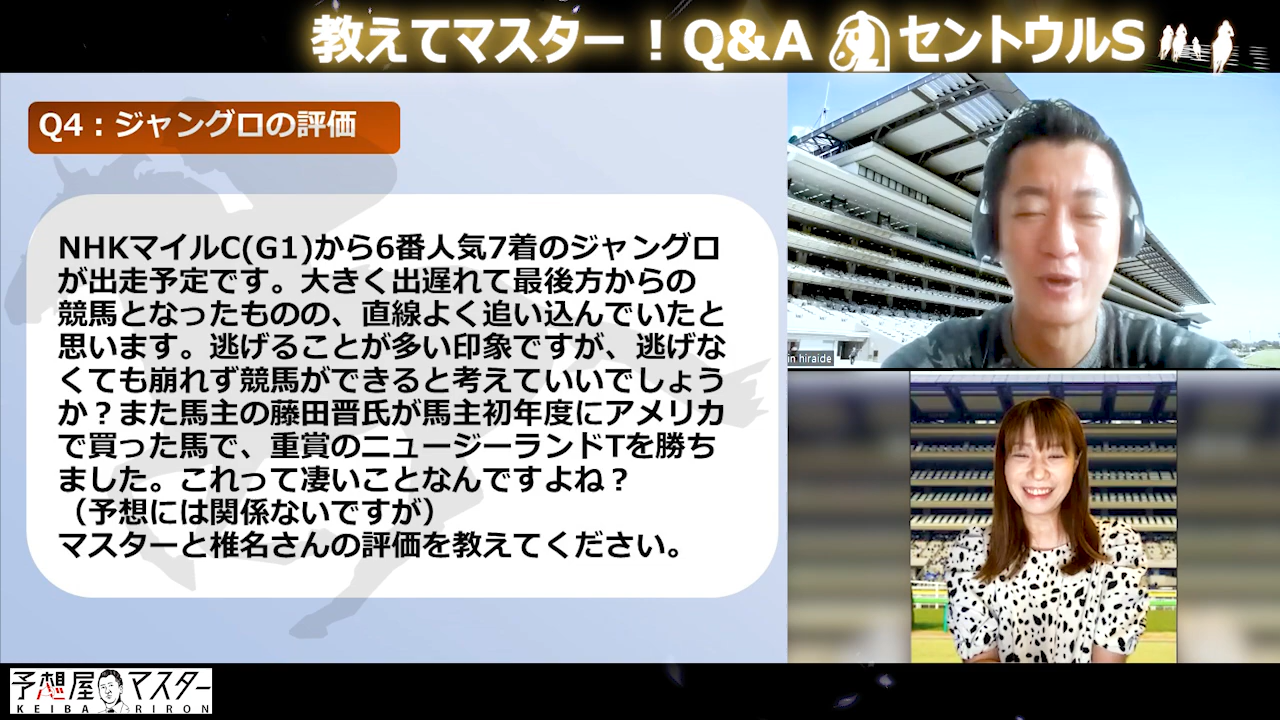 教えてマスター！Q&A セントウルS
Q4：ジャングロの評価
NHKマイルC(G1)から6番人気7着のジャングロ
が出走予定です。大きく出遅れて最後方からの
競馬となったものの、直線よく追い込んでいたと
思います。逃げることが多い印象ですが、逃げな
くても崩れず競馬ができると考えていいでしょう
か？また馬主の藤田晋氏が馬主初年度にアメリカ
で買った馬で、重賞のニュージーランドTを勝ち
ました。これって凄いことなんですよね？
（予想には関係ないですが）
マスターと椎名さんの評価を教えてください。
in hiraide
予想屋マスター
KEIBA RIRON